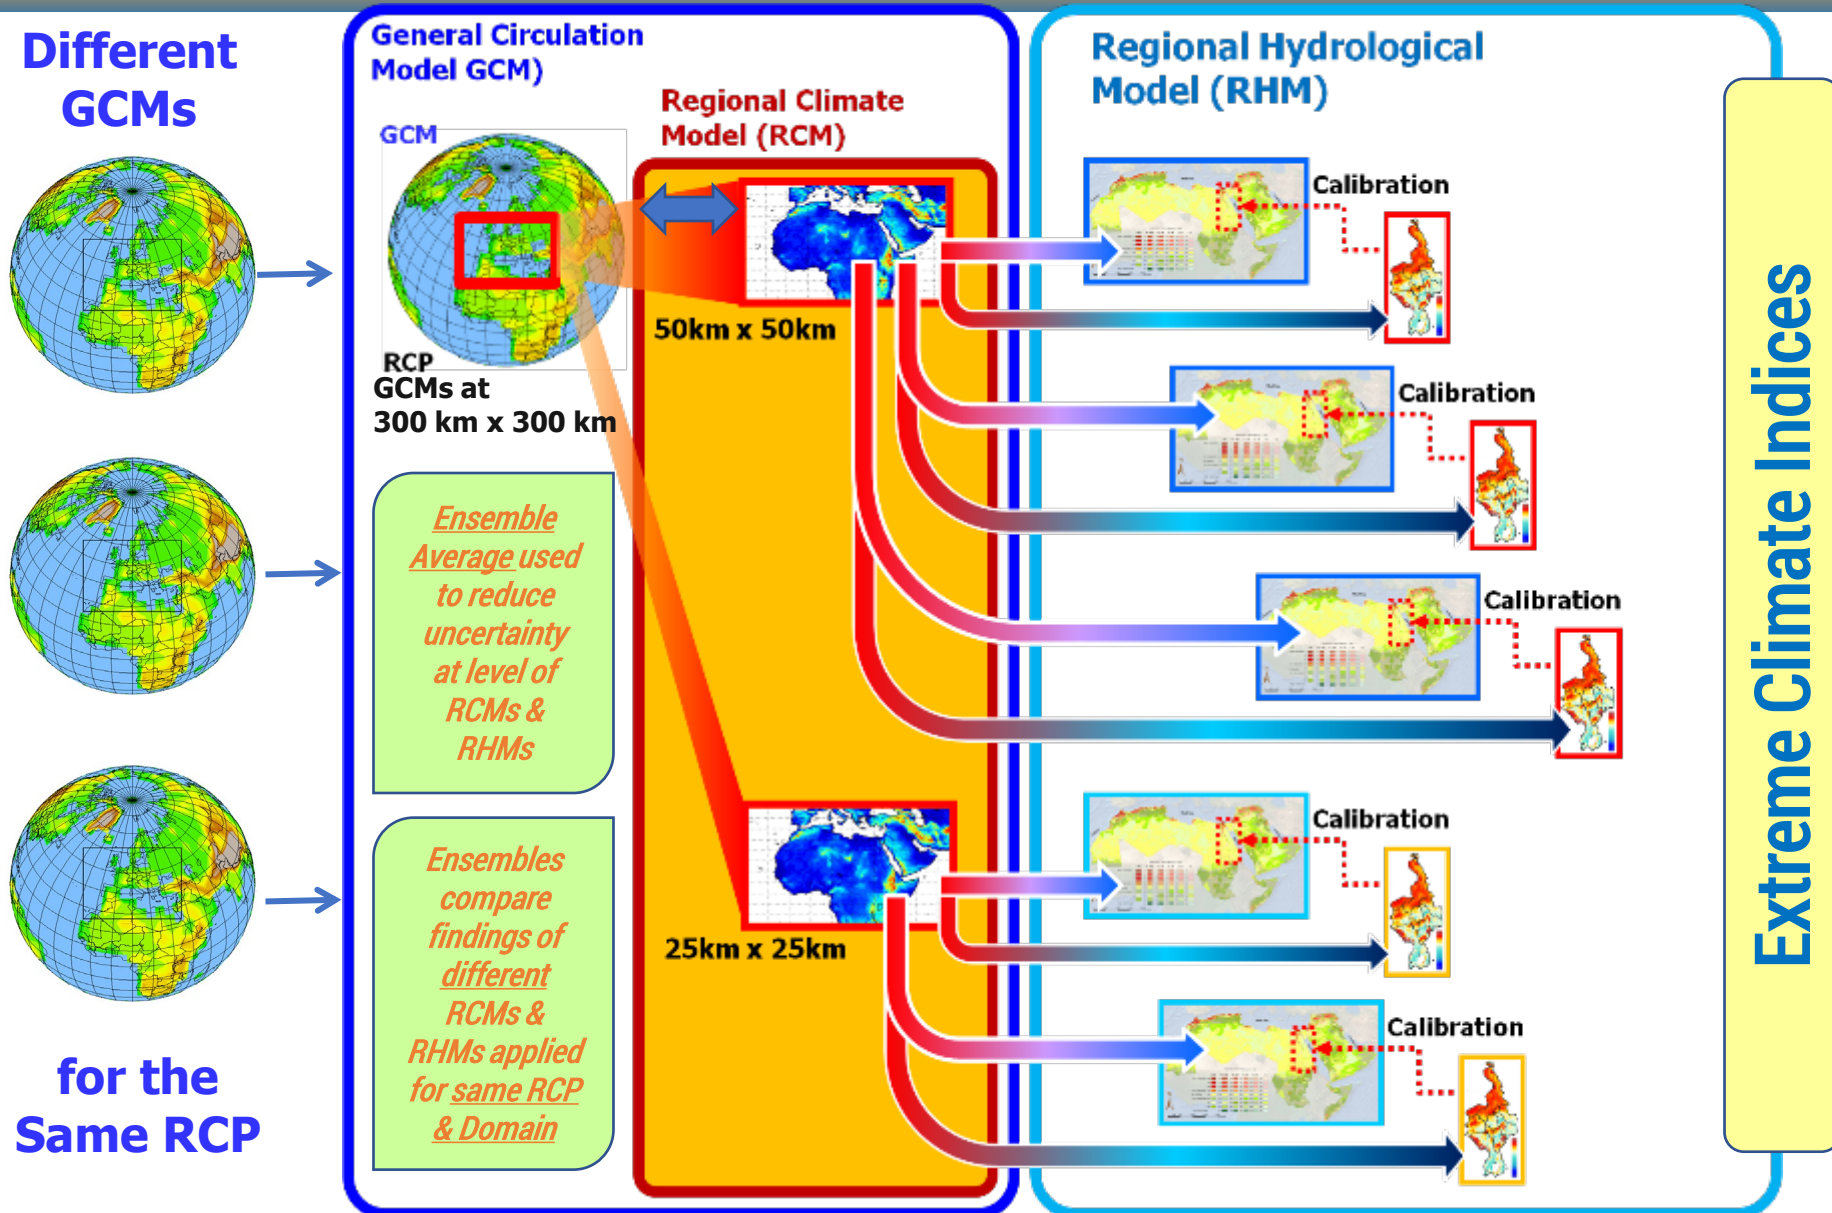 Different
GCMs
for the
Same RCP
General Circulation
Model GCM)
GCM
RCP
GCMs at
300 km x 300 km
Ensemble
Average used
to reduce
uncertainty
at level of
RCMs &
RHMs
Ensembles
compare
findings of
different
RCMs &
RHMs applied
for same RCP
& Domain
Regional Climate
Model (RCM)
50km x 50km
25km x 25km
Regional Hydrological
Model (RHM)
Calibration
Calibration
Calibration
Calibration
Calibration
Extreme Climate Indices